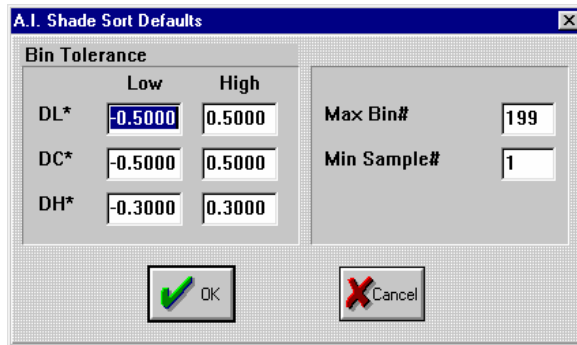 A.I. Shade Sort Defaults
Bin Tolerance
Low High
DL* -0.5000 0.5000
DC* -0.5000 0.5000
DH* -0.3000 0.3000
Max Bin# 199
Min Sample# 1
OK
Cancel